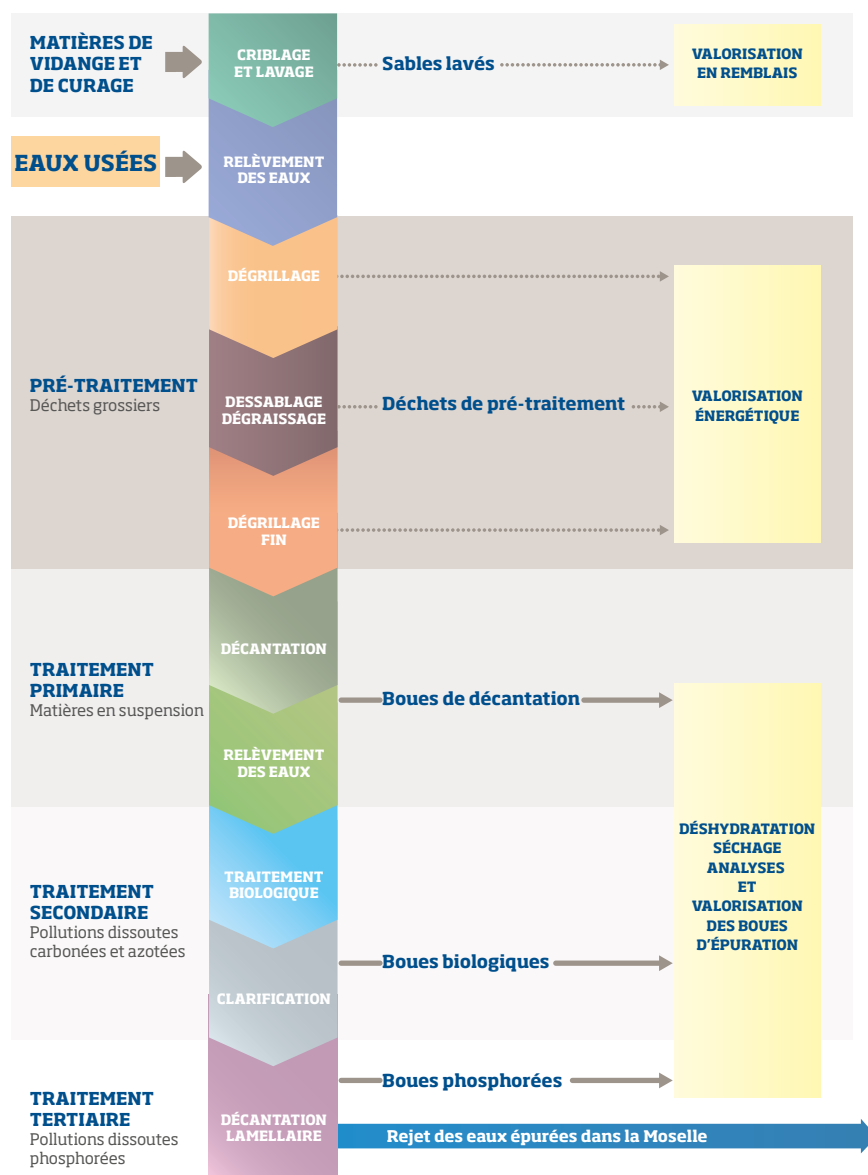 MATIÈRES DE
VIDANGE ET
DE CURAGE
CRIBLAGE
ET LAVAGE
Sables lavés
VALORISATION
EN REMBLAIS
EAUX USÉES
RELÈVEMENT
DES EAUX
DÉGRILLAGE
PRÉ-TRAITEMENT
Déchets grossiers
DESSABLAGE
DÉGRAISSAGE
Déchets de pré-traitement
VALORISATION
ÉNERGÉTIQUE
DÉGRILLAGE
FIN
DÉCANTATION
TRAITEMENT
PRIMAIRE
Matières en suspension
Boues de décantation
RELÈVEMENT
DES EAUX
DÉSHYDRATATION
SÉCHAGE
ANALYSES
ET
VALORISATION
DES BOUES
D'ÉPURATION
TRAITEMENT
BIOLOGIQUE
TRAITEMENT
SECONDAIRE
Pollutions dissoutes
carbonées et azotées
Boues biologiques
CLARIFICATION
Boues phosphorées
TRAITEMENT
TERTIAIRE
Pollutions dissoutes
phosphorées
DÉCANTATION
LAMELLAIRE
Rejet des eaux épurées dans la Moselle